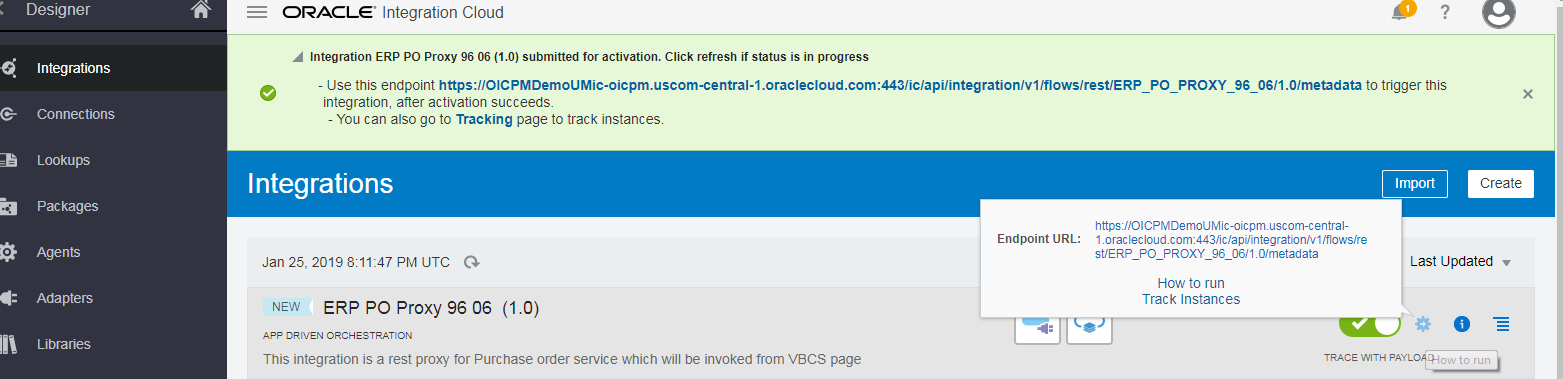 Designer
ORACLE® Integration Cloud
1
?
Integrations
Connections
Lookups
Packages
Agents
Adapters
Libraries
Integration ERP PO Proxy 96 06 (1.0) submitted for activation. Click refresh if status is in progress
- Use this endpoint https://OICPMDemoUMic-oicpm.uscom-central-1.oraclecloud.com:443/ic/api/integration/v1/flows/rest/ERP_PO_PROXY_96_06/1.0/metadata to trigger this
integration, after activation succeeds.
- You can also go to Tracking page to track instances.
Integrations
Import
Create
Endpoint URL:
https://OICPMDemoUMic-oicpm.uscom-central-
1.oraclecloud.com:443/ic/api/integration/v1/flows/re
st/ERP_PO_PROXY_96_06/1.0/metadata
How to run
Track Instances
Jan 25, 2019 8:11:47 PM UTC
Last Updated
NEW ERP PO Proxy 96 06 (1.0)
APP DRIVEN ORCHESTRATION
This integration is a rest proxy for Purchase order service which will be invoked from VBCS page
TRACE WITH PAYLOAD
How to run